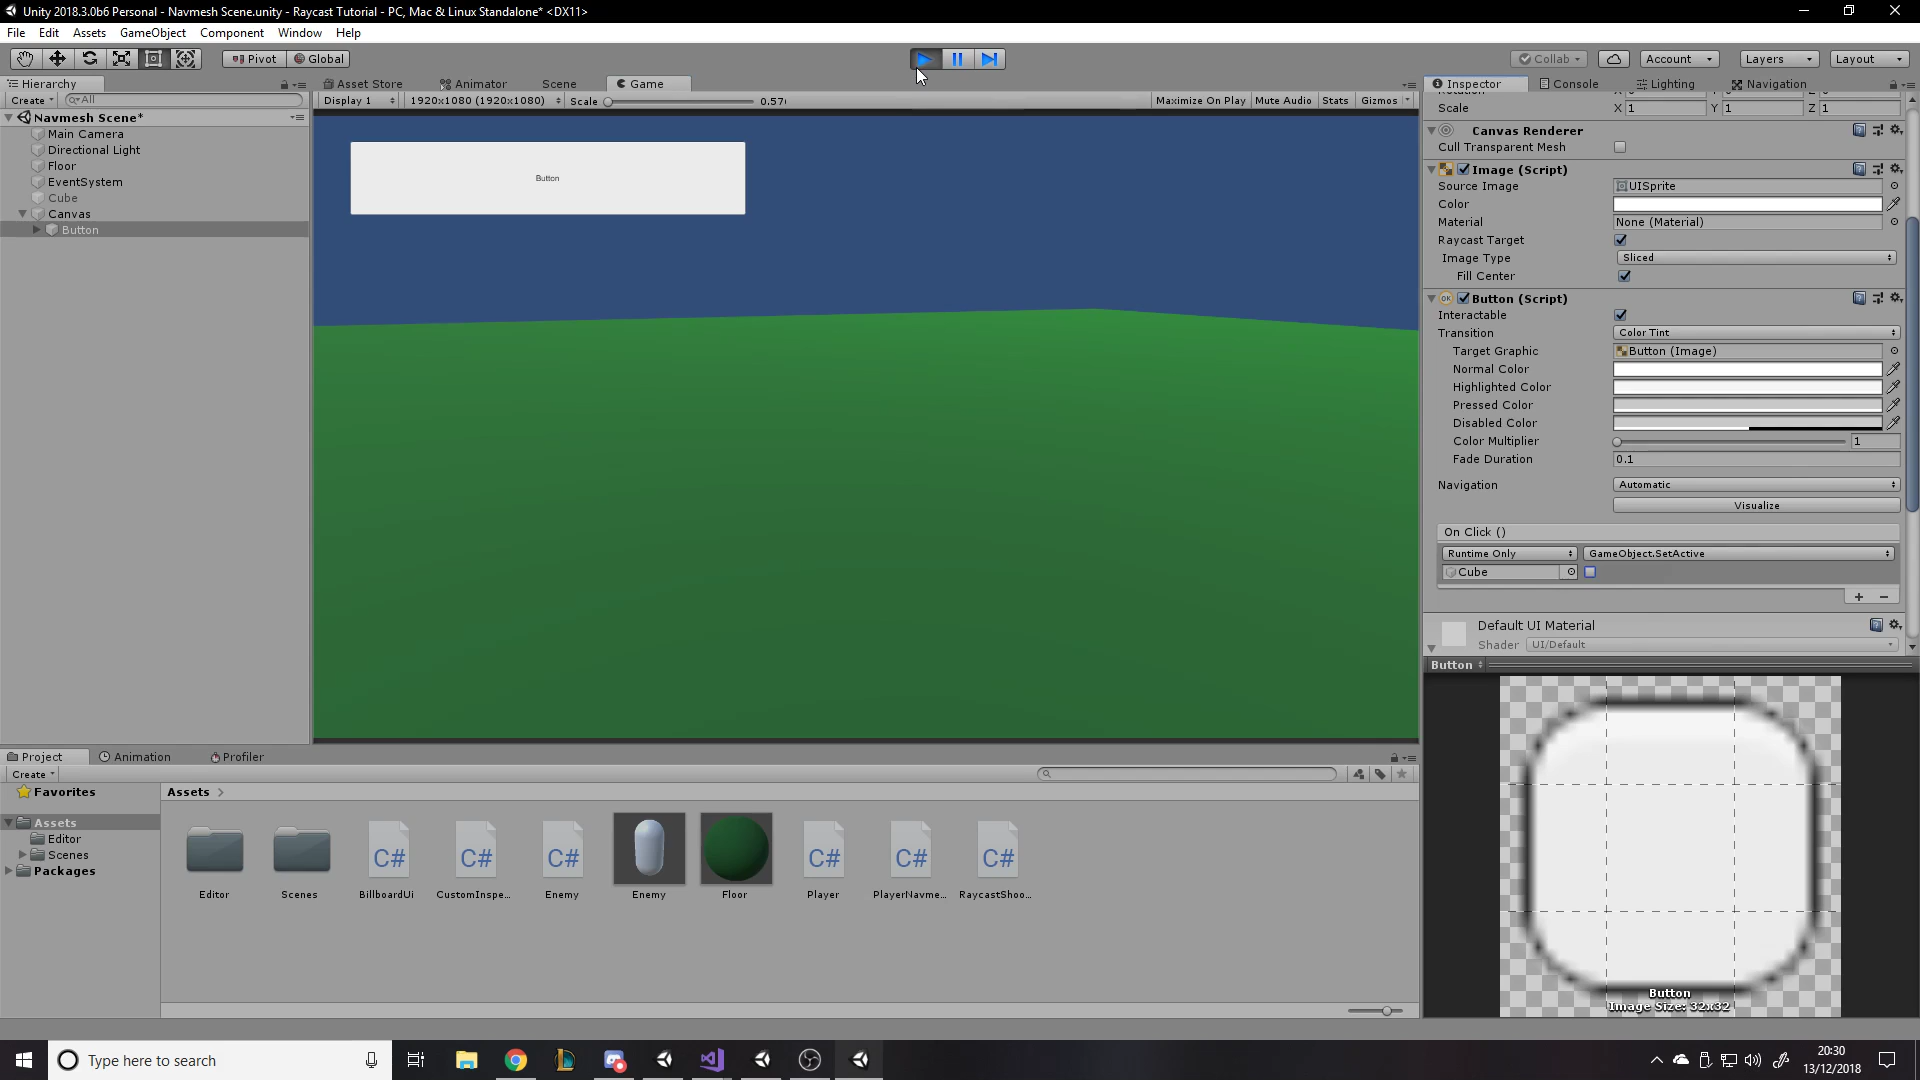 Unity 2018.3.0b6 Personal - Navmesh Scene.unity - Raycast Tutorial - PC, Mac & Linux Standalone* <DX11>
File Edit Assets GameObject Component Window Help
Pivot Global Collab Account Layers Layout
Hierarchy
Create All
Navmesh Scene*
Main Camera
Directional Light
Floor
EventSystem
Cube
Canvas
Button
Asset Store Animator Scene Game
Display 1 1920x1080 (1920x1080) Scale 0.57 Maximize On Play Mute Audio Stats Gizmos
Button
Inspector Console Lighting Navigation
Scale X 1 Y 1 Z 1
Canvas Renderer
Cull Transparent Mesh
Image (Script)
Source Image UISprite
Color
Material None (Material)
Raycast Target
Image Type Sliced
Fill Center
Button (Script)
Interactable
Transition Color Tint
Target Graphic Button (Image)
Normal Color
Highlighted Color
Pressed Color
Disabled Color
Color Multiplier 1
Fade Duration 0.1
Navigation Automatic
Visualize
On Click ()
Runtime Only GameObject.SetActive
Cube
+ −
Default UI Material
Shader UI/Default
Button
Button
Image Size: 32x32
Project Animation Profiler
Create
Favorites
Assets
Editor
Scenes
Packages
Assets
C# C# C# C# C# C#
Editor Scenes BillboardUi CustomInspe... Enemy Enemy Floor Player PlayerNavme... RaycastShoo...
Type here to search
20:30
13/12/2018